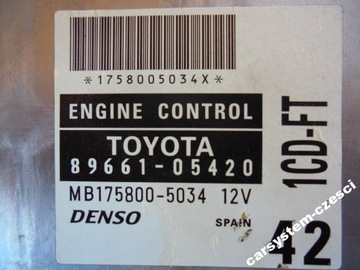 *1758005034X*
ENGINE CONTROL
TOYOTA
89661-05420
MB175800-5034 12V
DENSO
SPAIN
1CD-FT
42
carsystem-czesci